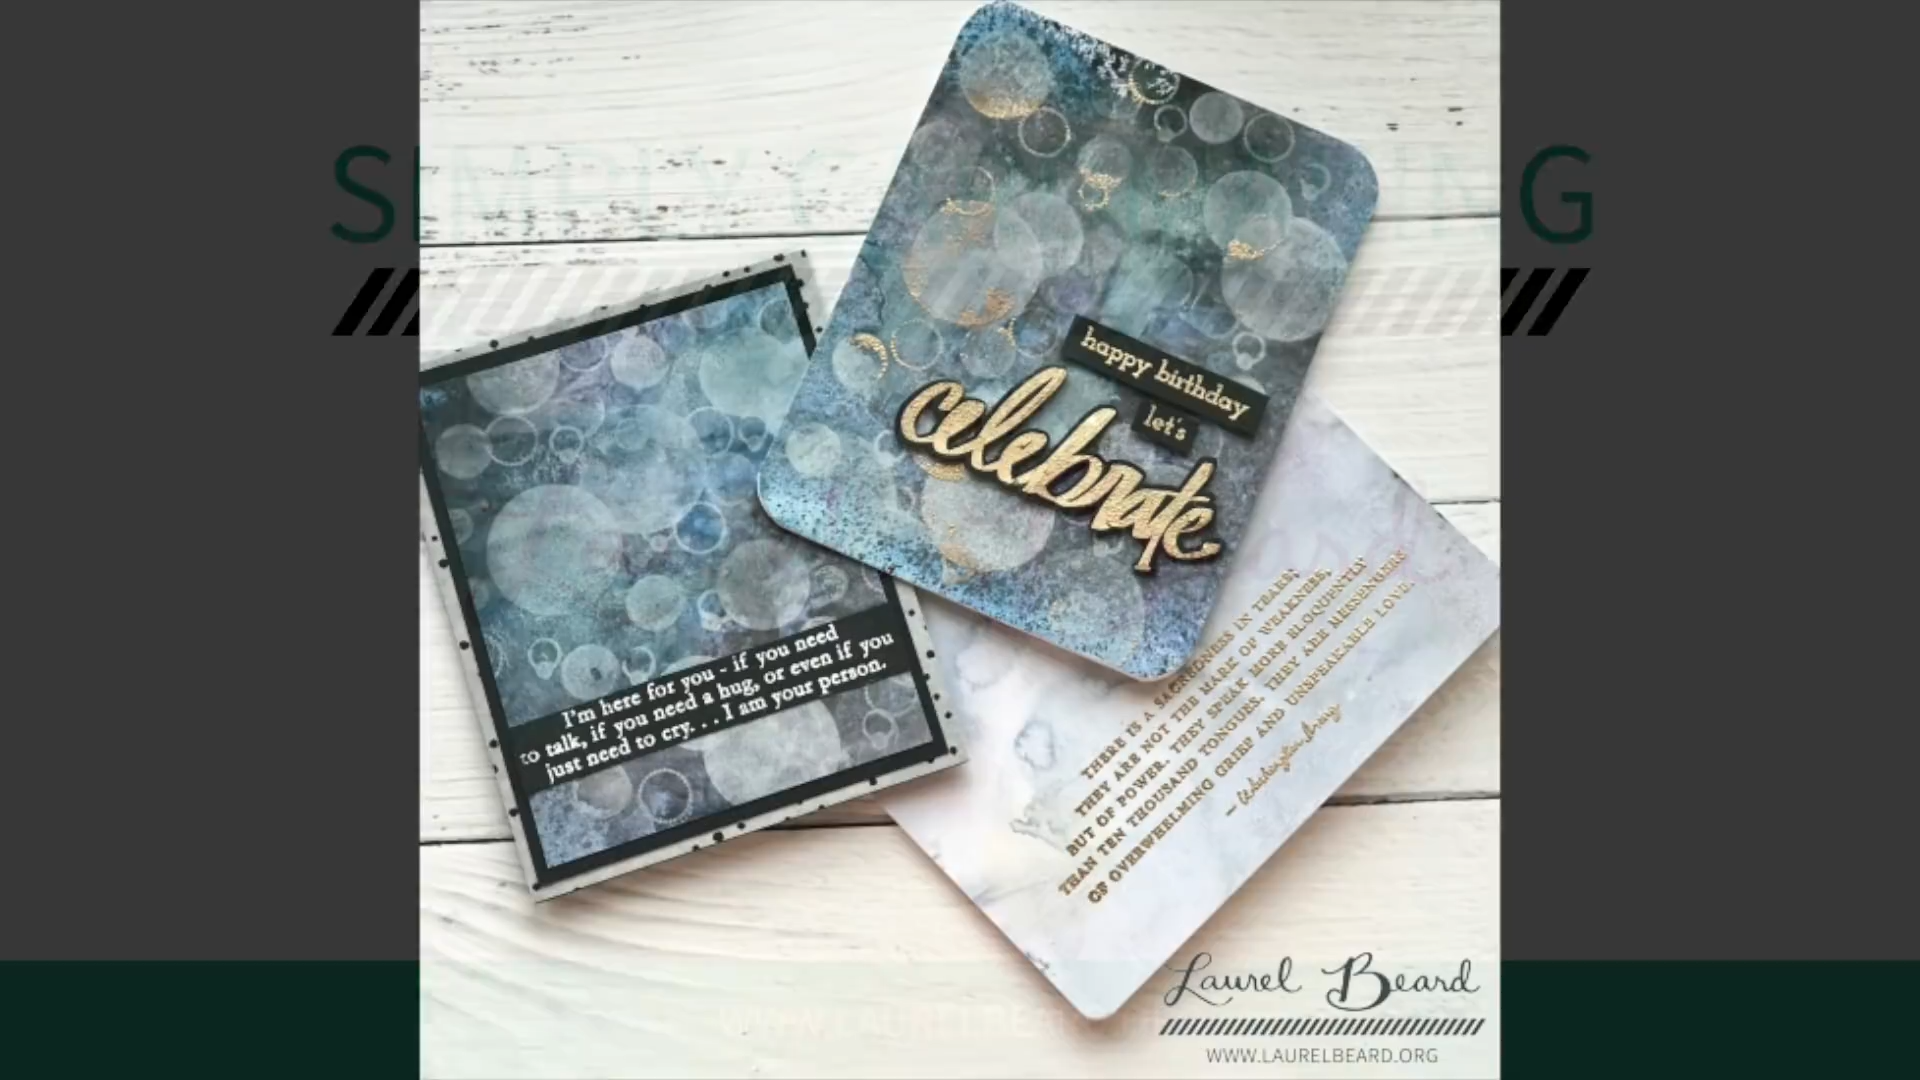 happy birthday
let's
celebrate
I'm here for you - if you need
to talk, if you need a hug, or even if you
just need to cry. . . I am your person.
THERE IS A SACREDNESS IN TEARS;
THEY ARE NOT THE MARK OF WEAKNESS,
BUT OF POWER. THEY SPEAK MORE ELOQUENTLY
THAN TEN THOUSAND TONGUES. THEY ARE MESSENGERS
OF OVERWHELMING GRIEF AND UNSPEAKABLE LOVE.
— Washington Irving
Laurel Beard
WWW.LAURELBEARD.ORG